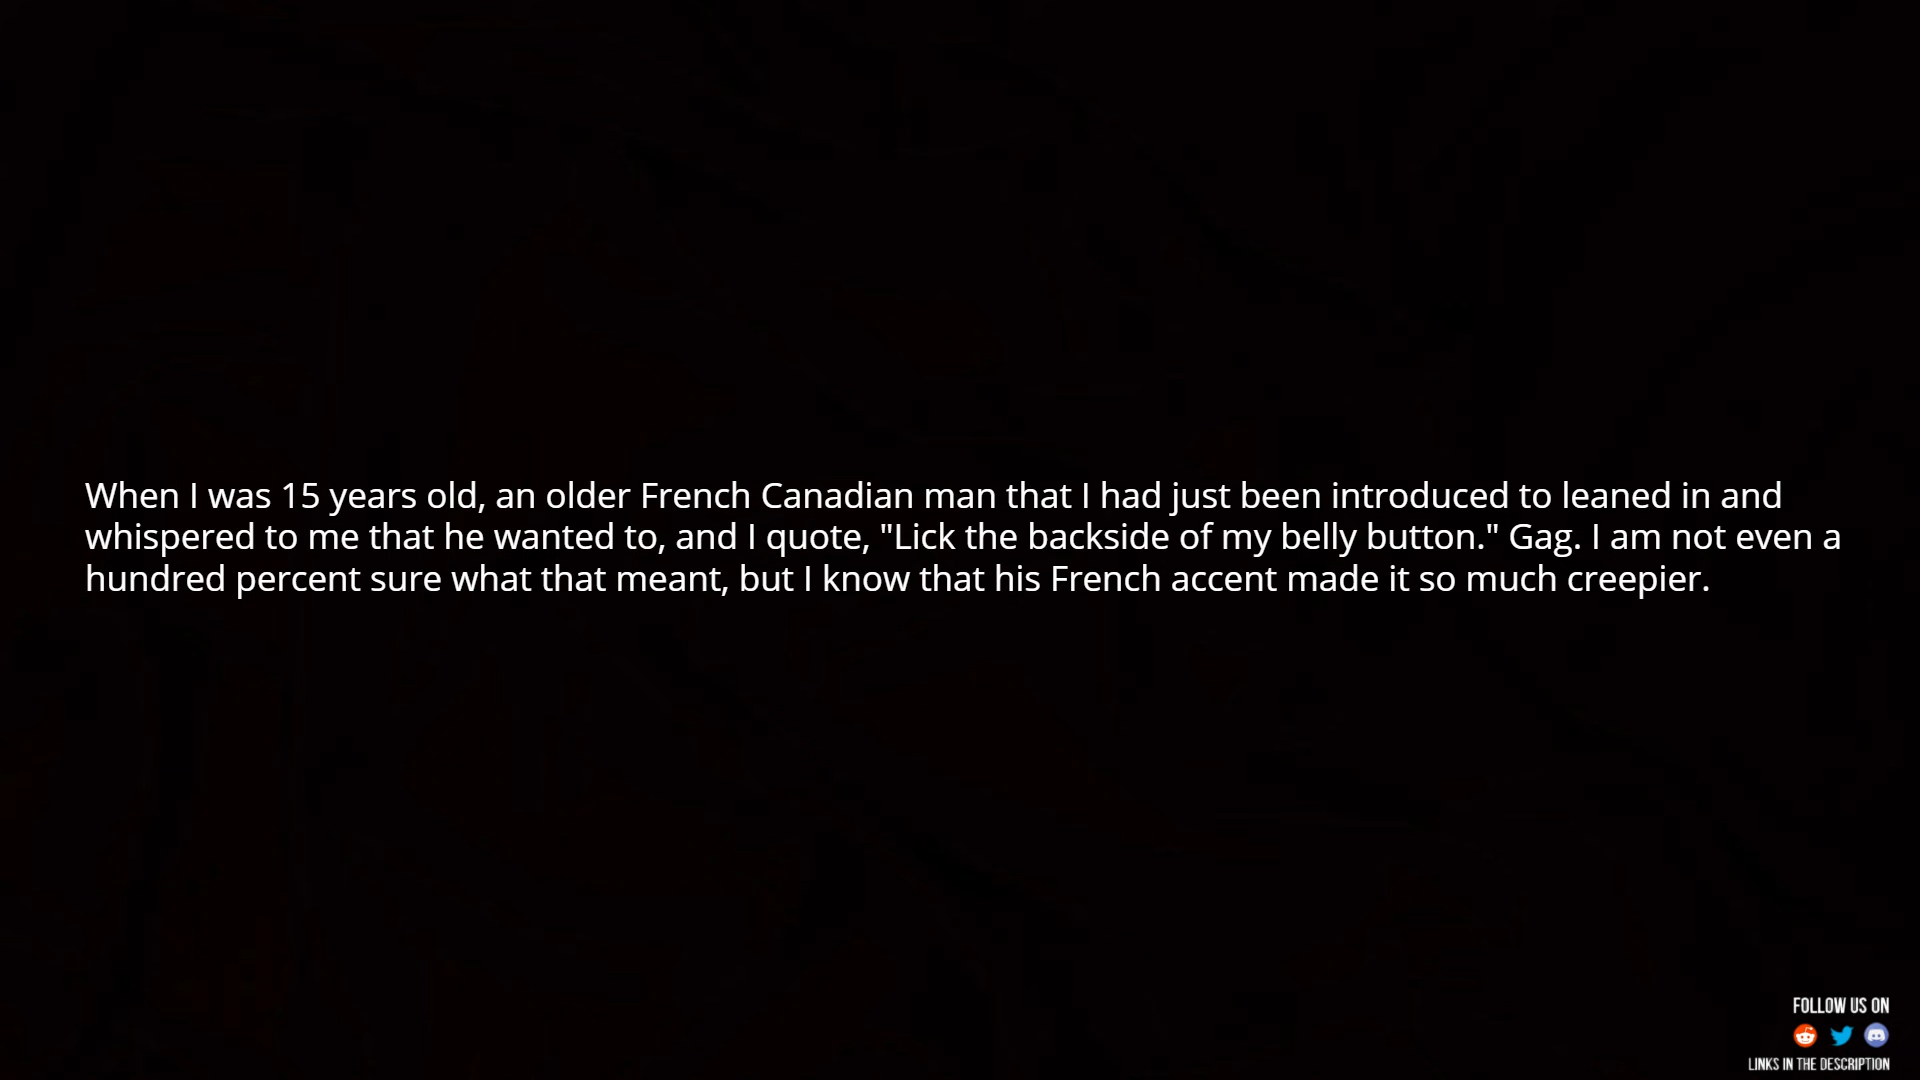 When I was 15 years old, an older French Canadian man that I had just been introduced to leaned in and
whispered to me that he wanted to, and I quote, "Lick the backside of my belly button." Gag. I am not even a
hundred percent sure what that meant, but I know that his French accent made it so much creepier.
FOLLOW US ON
LINKS IN THE DESCRIPTION